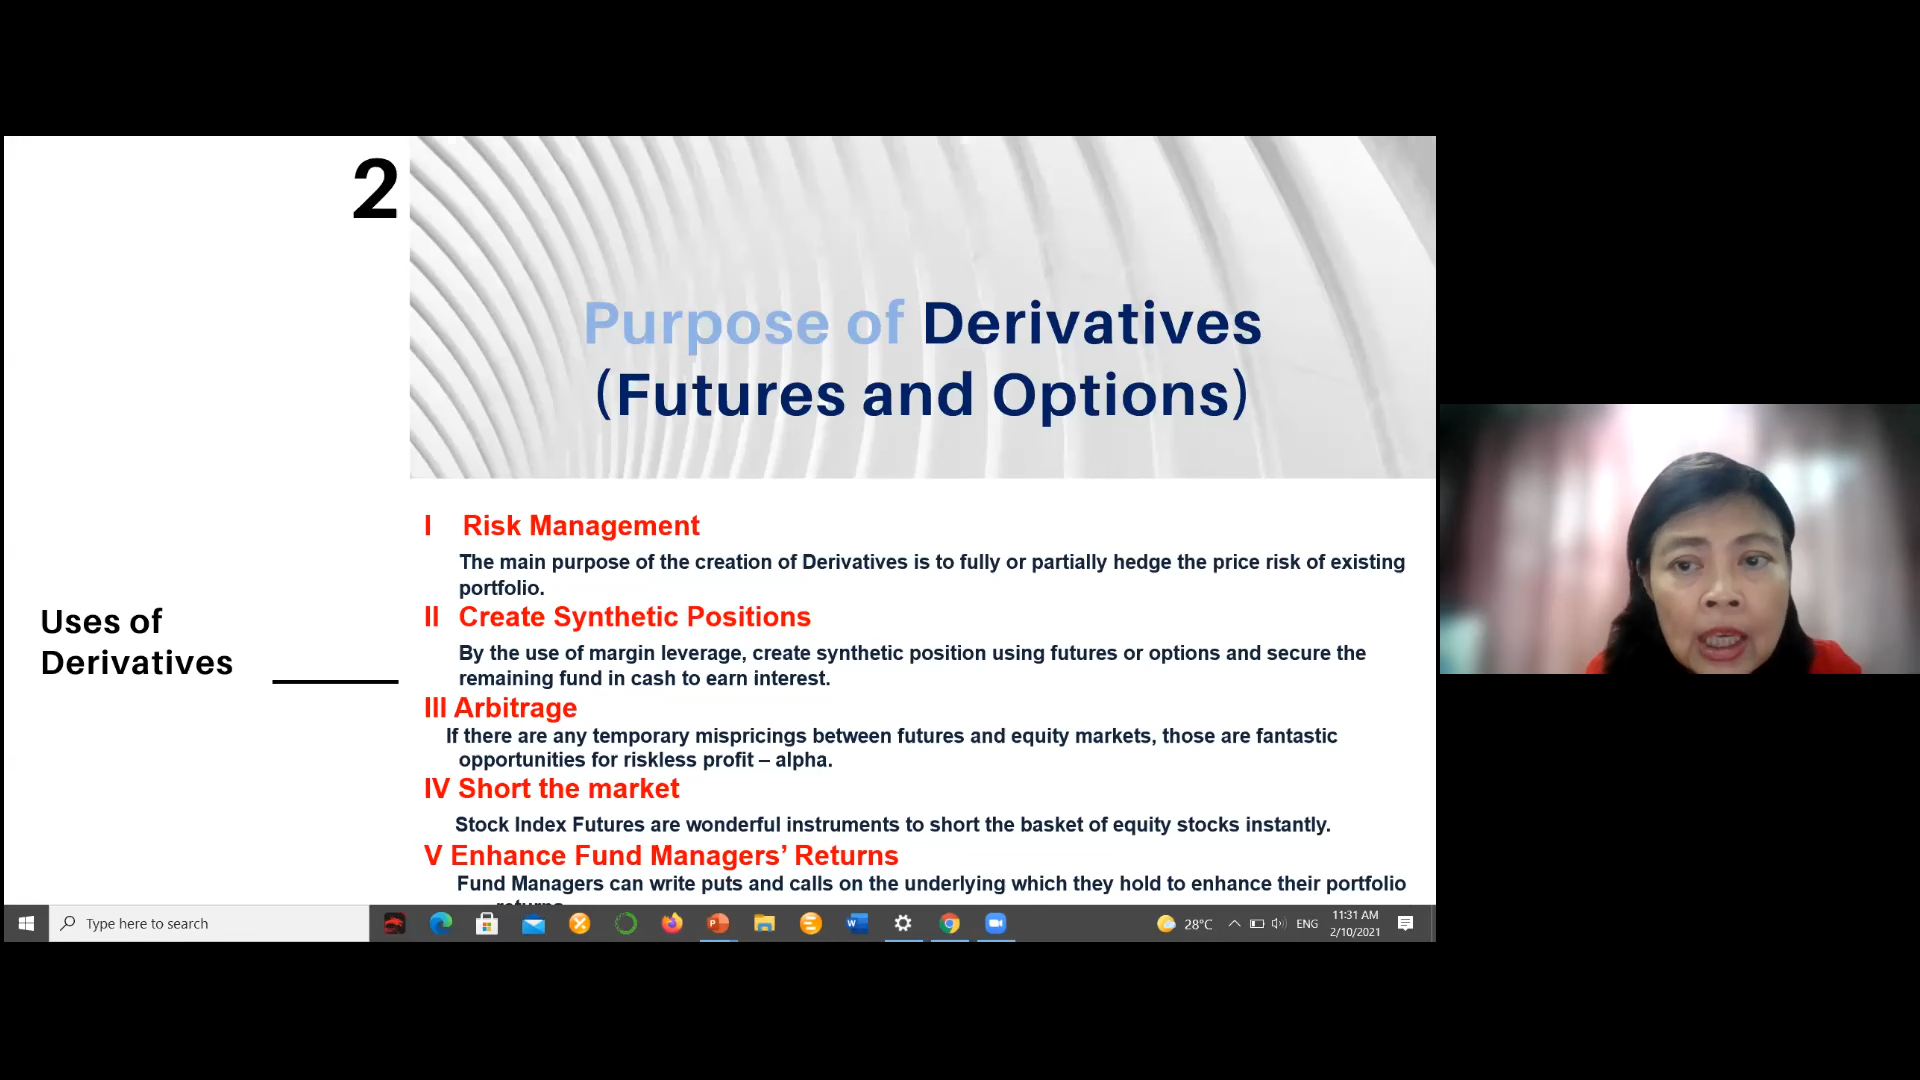 2
Purpose of Derivatives
(Futures and Options)
Uses of
Derivatives
I Risk Management
The main purpose of the creation of Derivatives is to fully or partially hedge the price risk of existing
portfolio.
II Create Synthetic Positions
By the use of margin leverage, create synthetic position using futures or options and secure the
remaining fund in cash to earn interest.
III Arbitrage
If there are any temporary mispricings between futures and equity markets, those are fantastic
opportunities for riskless profit – alpha.
IV Short the market
Stock Index Futures are wonderful instruments to short the basket of equity stocks instantly.
V Enhance Fund Managers’ Returns
Fund Managers can write puts and calls on the underlying which they hold to enhance their portfolio
Type here to search
28°C
ENG
11:31 AM
2/10/2021